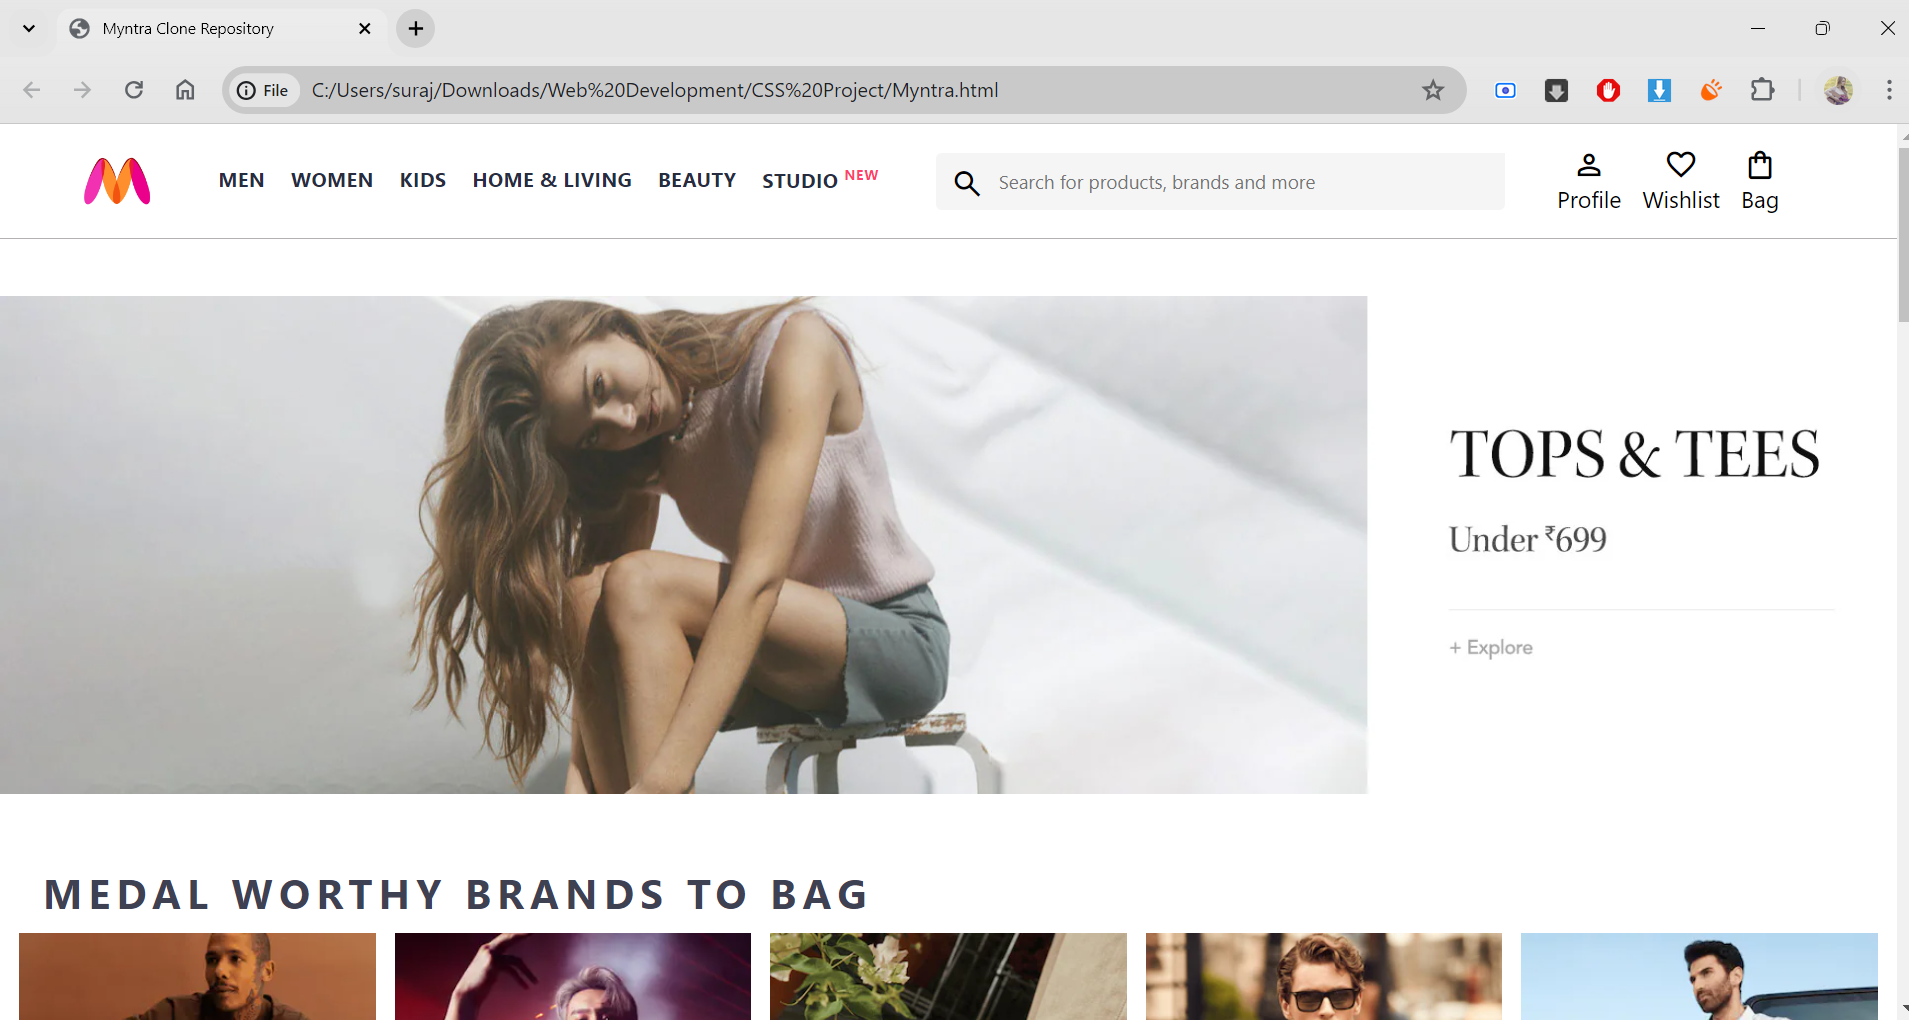 Myntra Clone Repository
File
C:/Users/suraj/Downloads/Web%20Development/CSS%20Project/Myntra.html
MEN WOMEN KIDS HOME & LIVING BEAUTY STUDIO NEW
Search for products, brands and more
Profile Wishlist Bag
TOPS & TEES
Under ₹699
+ Explore
MEDAL WORTHY BRANDS TO BAG